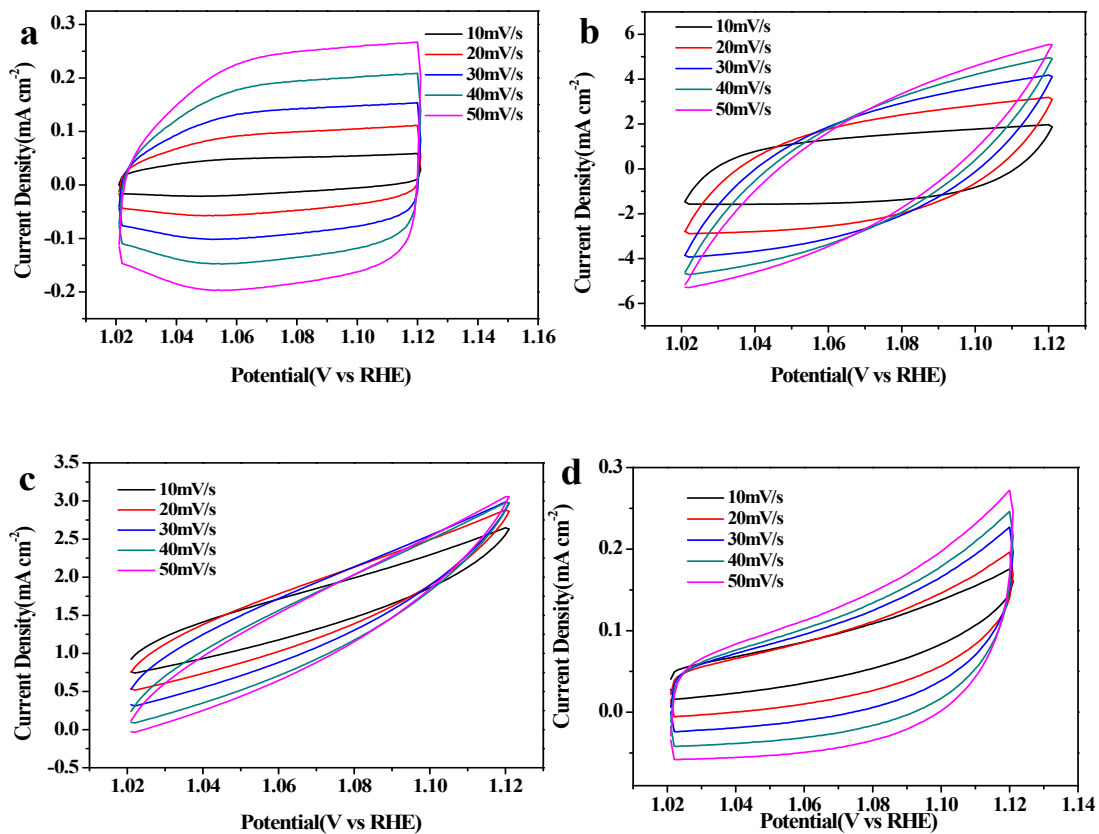 a
0.3
0.2
0.1
0.0
-0.1
-0.2
Current Density(mA cm-2)
10mV/s
20mV/s
30mV/s
40mV/s
50mV/s
1.02 1.04 1.06 1.08 1.10 1.12 1.14 1.16
Potential(V vs RHE)
b
6
4
2
0
-2
-4
-6
Current Density(mA cm-2)
10mV/s
20mV/s
30mV/s
40mV/s
50mV/s
1.02 1.04 1.06 1.08 1.10 1.12
Potential(V vs RHE)
c
3.5
3.0
2.5
2.0
1.5
1.0
0.5
0.0
-0.5
Current Density(mA cm-2)
10mV/s
20mV/s
30mV/s
40mV/s
50mV/s
1.02 1.04 1.06 1.08 1.10 1.12
Potential(V vs RHE)
d
0.3
0.2
0.1
0.0
Current Density(mA cm-2)
10mV/s
20mV/s
30mV/s
40mV/s
50mV/s
1.02 1.04 1.06 1.08 1.10 1.12 1.14
Potential(V vs RHE)